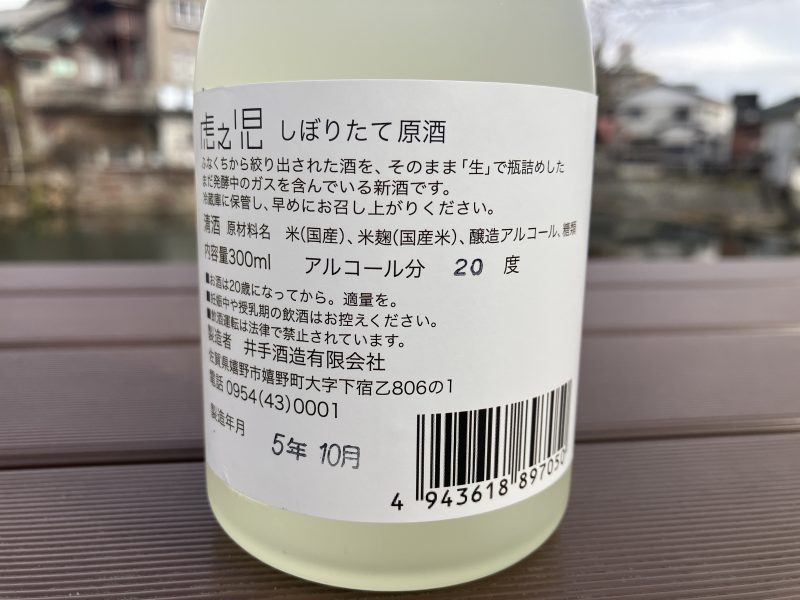 虎之児 しぼりたて原酒
ふなくちから絞り出された酒を、そのまま「生」で瓶詰めした
まだ発酵中のガスを含んでいる新酒です。
冷蔵庫に保管し、早めにお召し上がりください。
清酒 原材料名 米(国産)、米麹(国産米)、醸造アルコール、糖類
内容量300ml アルコール分 20 度
■お酒は20歳になってから。適量を。
■妊娠中や授乳期の飲酒はお控えください。
■飲酒運転は法律で禁止されています。
製造者 井手酒造有限会社
佐賀県嬉野市嬉野町大字下宿乙806の1
電話 0954(43)0001
製造年月 5年 10月
4 943618 897050